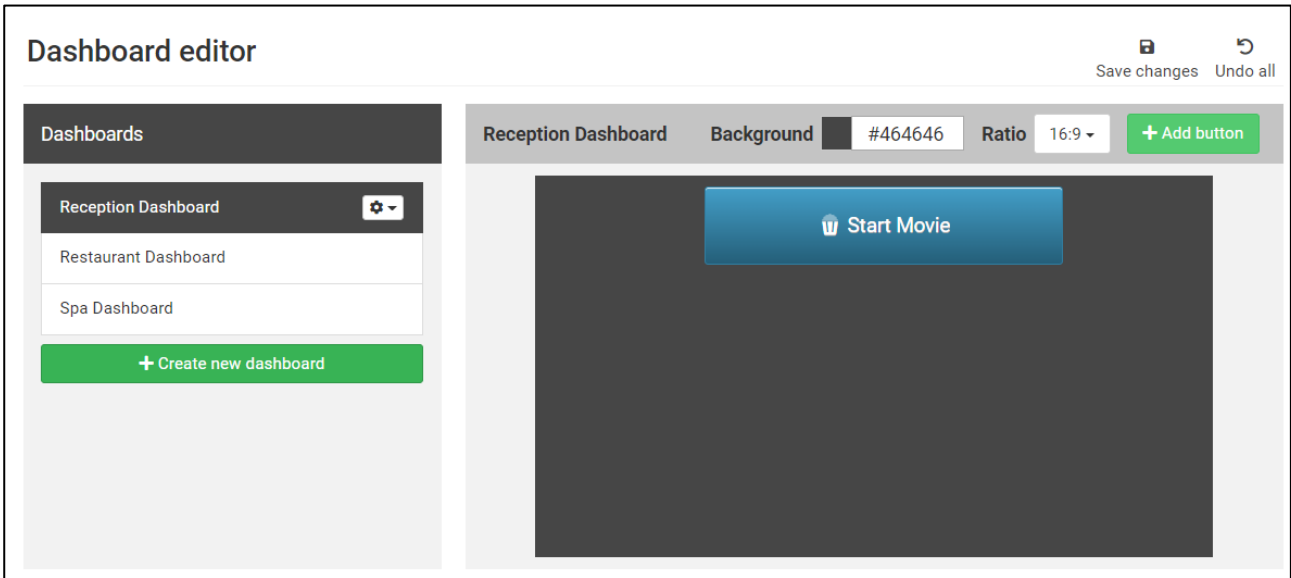 Dashboard editor
Save changes
Undo all
Dashboards
Reception Dashboard
Restaurant Dashboard
Spa Dashboard
Create new dashboard
Reception Dashboard Background #464646 Ratio 16:9 Add button
Start Movie